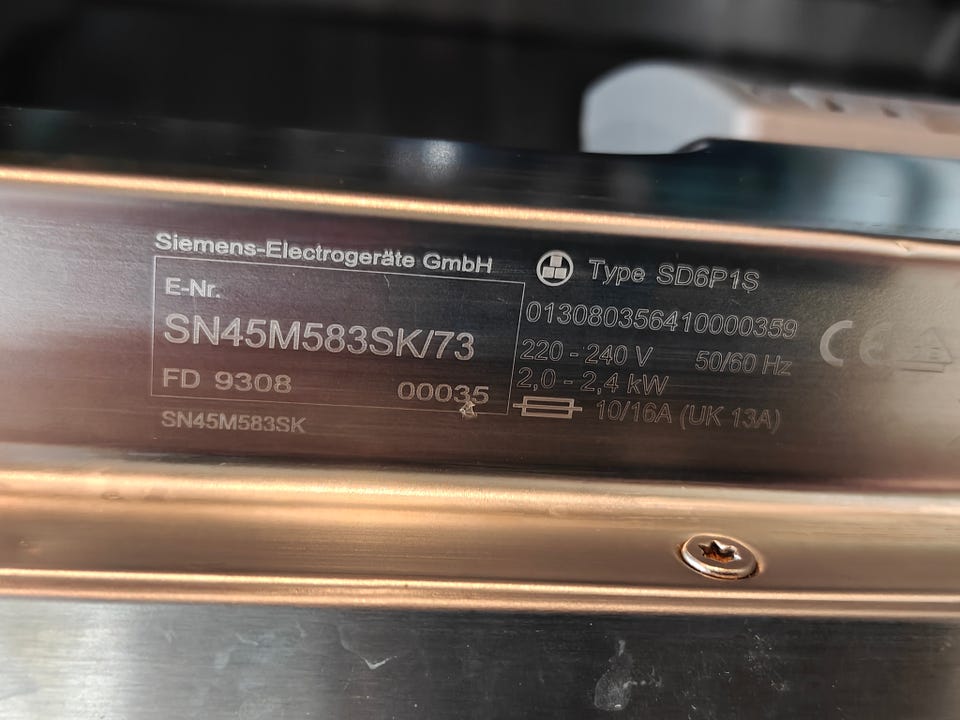 Siemens-Electrogeräte GmbH
E-Nr.
SN45M583SK/73
FD 9308 00035
SN45M583SK
Type SD6P1S
013080356410000359
220 - 240 V 50/60 Hz
2,0 - 2,4 kW
10/16A (UK 13A)
CE